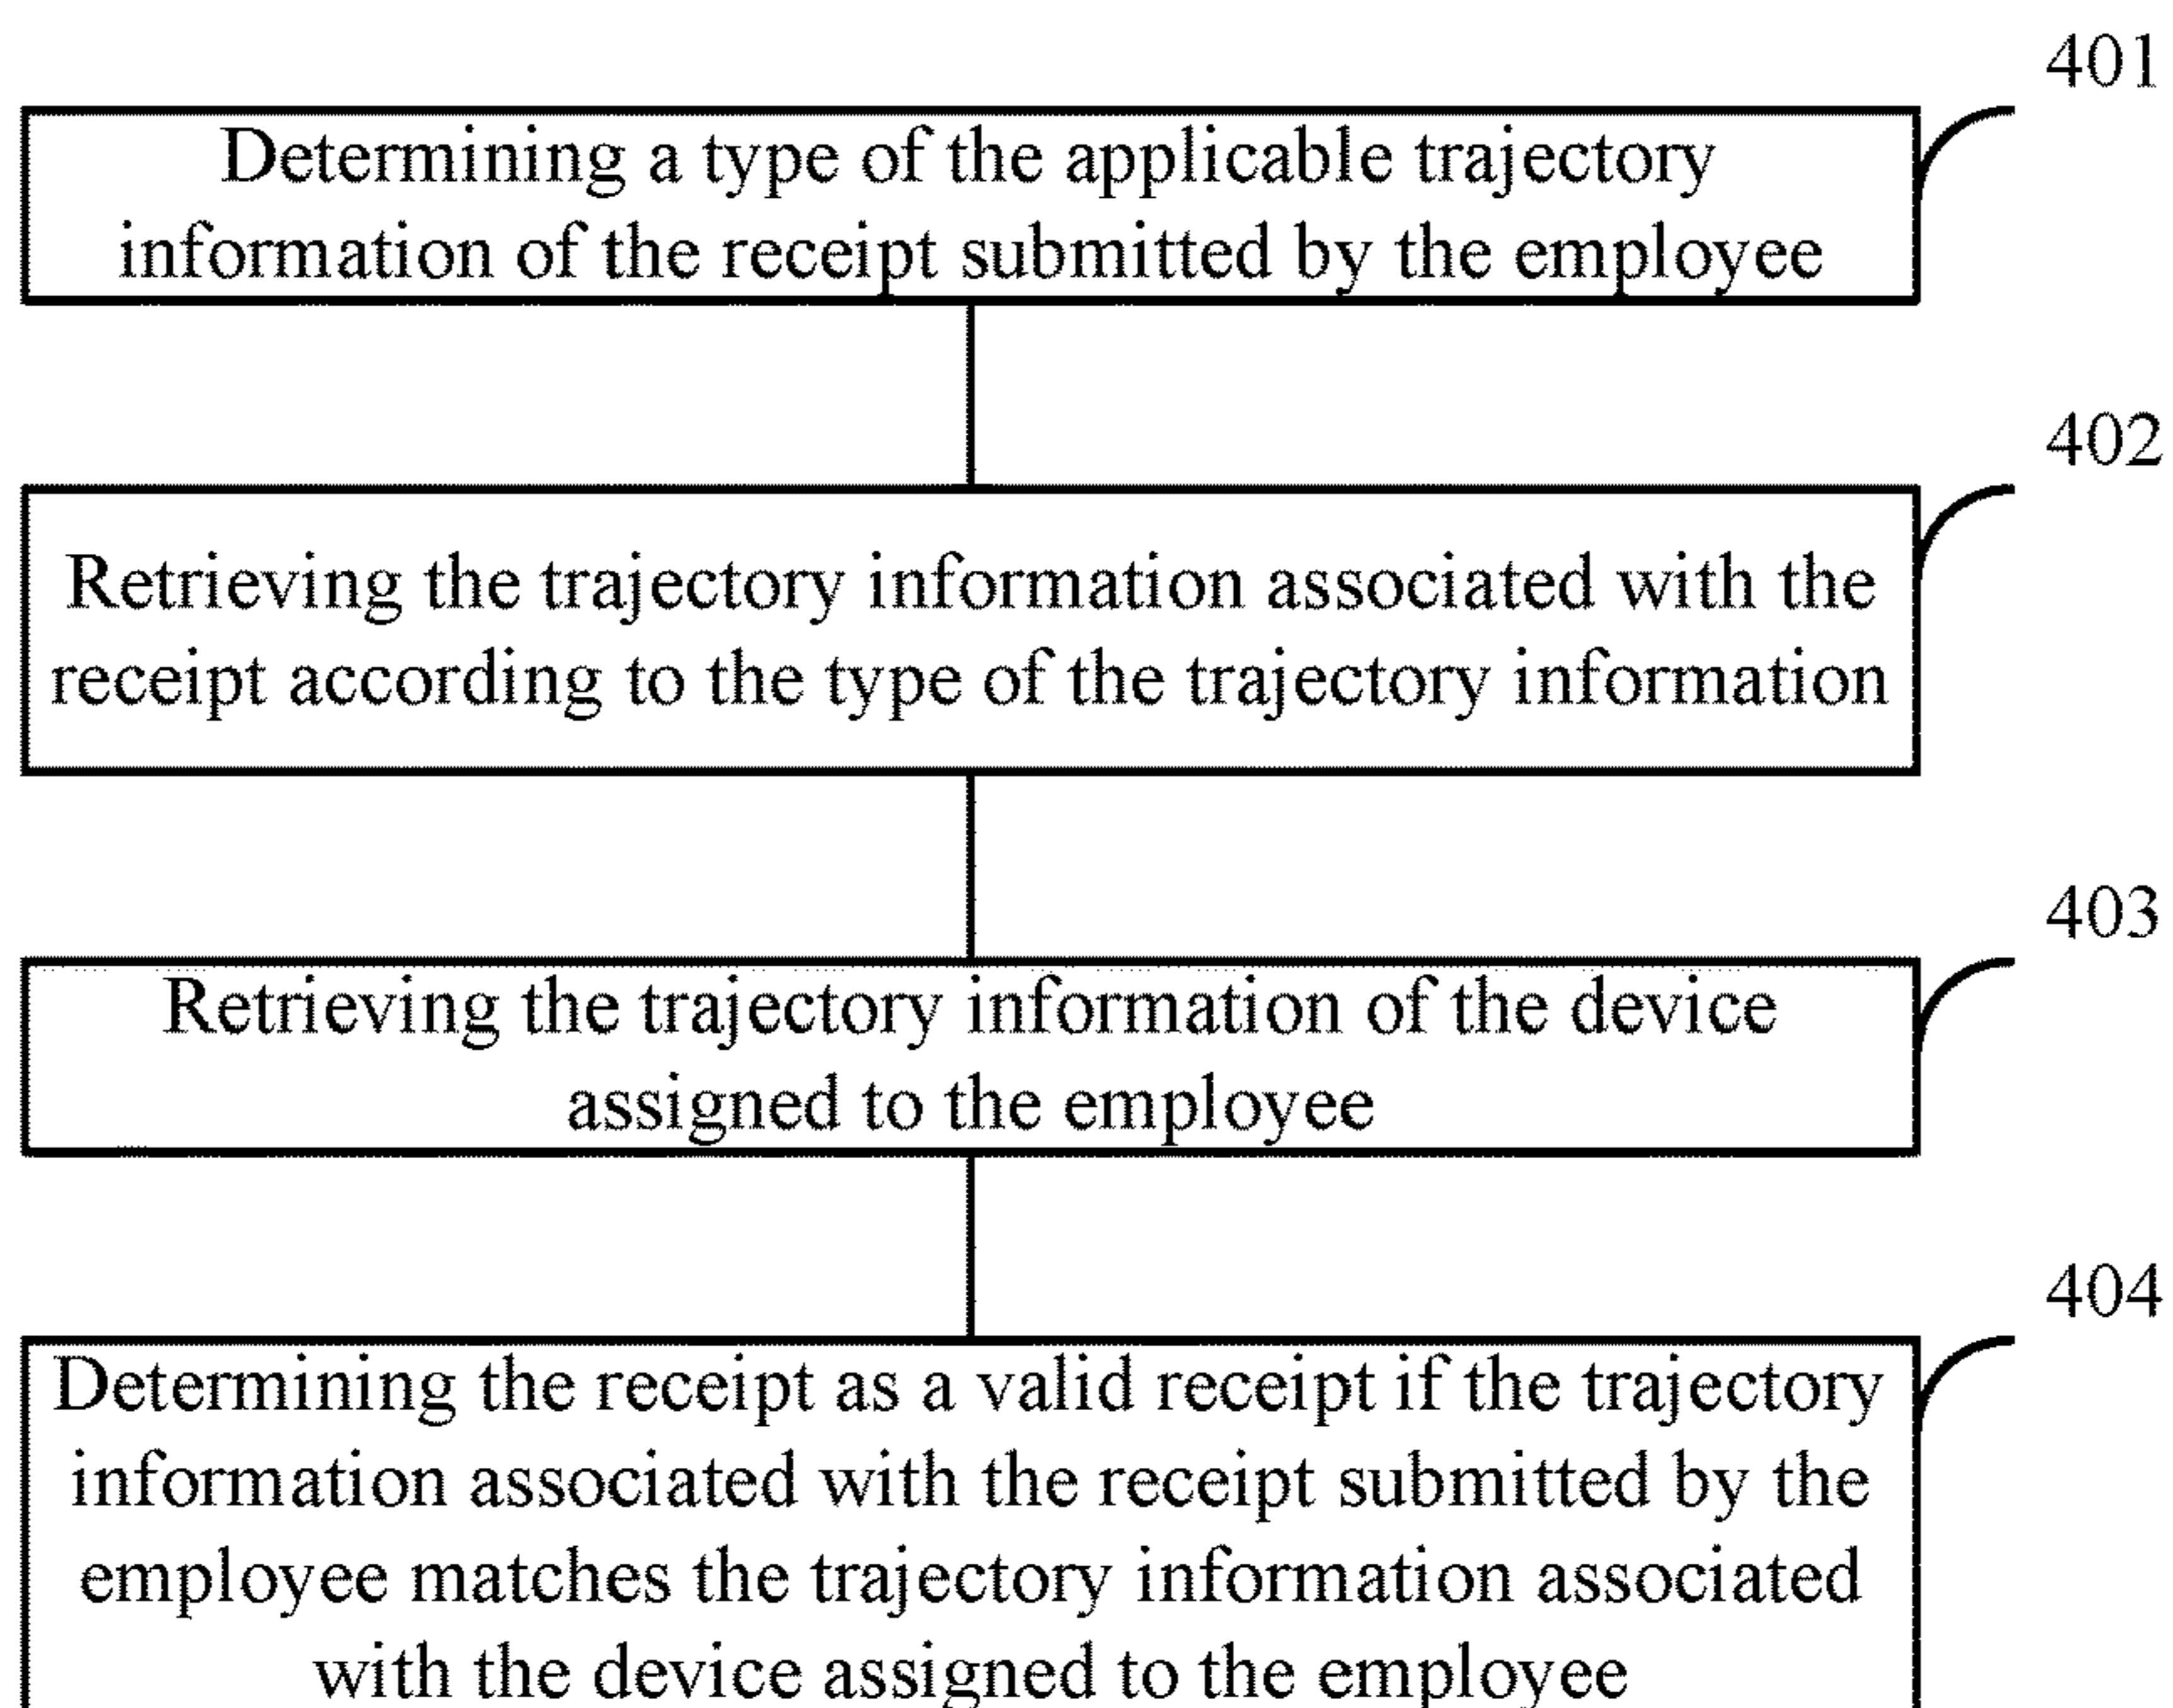 401
Determining a type of the applicable trajectory
information of the receipt submitted by the employee
402
Retrieving the trajectory information associated with the
receipt according to the type of the trajectory information
403
Retrieving the trajectory information of the device
assigned to the employee
404
Determining the receipt as a valid receipt if the trajectory
information associated with the receipt submitted by the
employee matches the trajectory information associated
with the device assigned to the employee